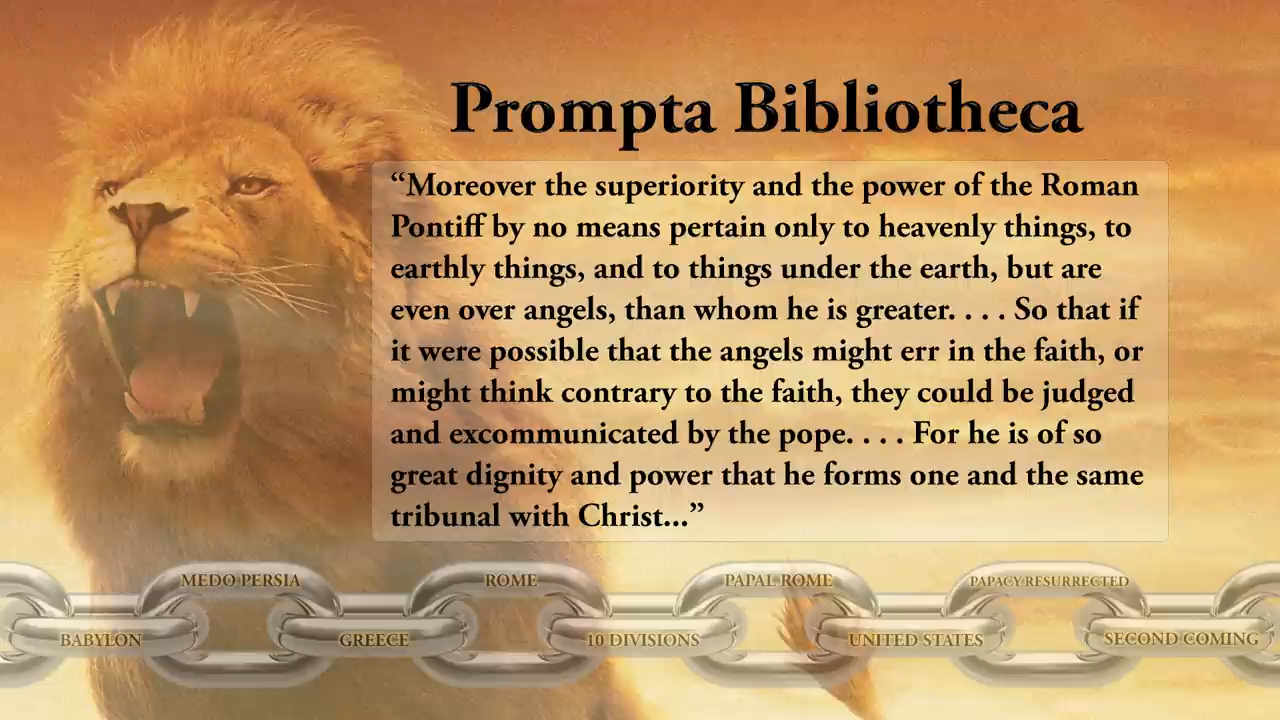 Prompta Bibliotheca
“Moreover the superiority and the power of the Roman
Pontiff by no means pertain only to heavenly things, to
earthly things, and to things under the earth, but are
even over angels, than whom he is greater. . . . So that if
it were possible that the angels might err in the faith, or
might think contrary to the faith, they could be judged
and excommunicated by the pope. . . . For he is of so
great dignity and power that he forms one and the same
tribunal with Christ...”
BABYLON
MEDO PERSIA
GREECE
ROME
10 DIVISIONS
PAPAL ROME
UNITED STATES
PAPACY RESURRECTED
SECOND COMING